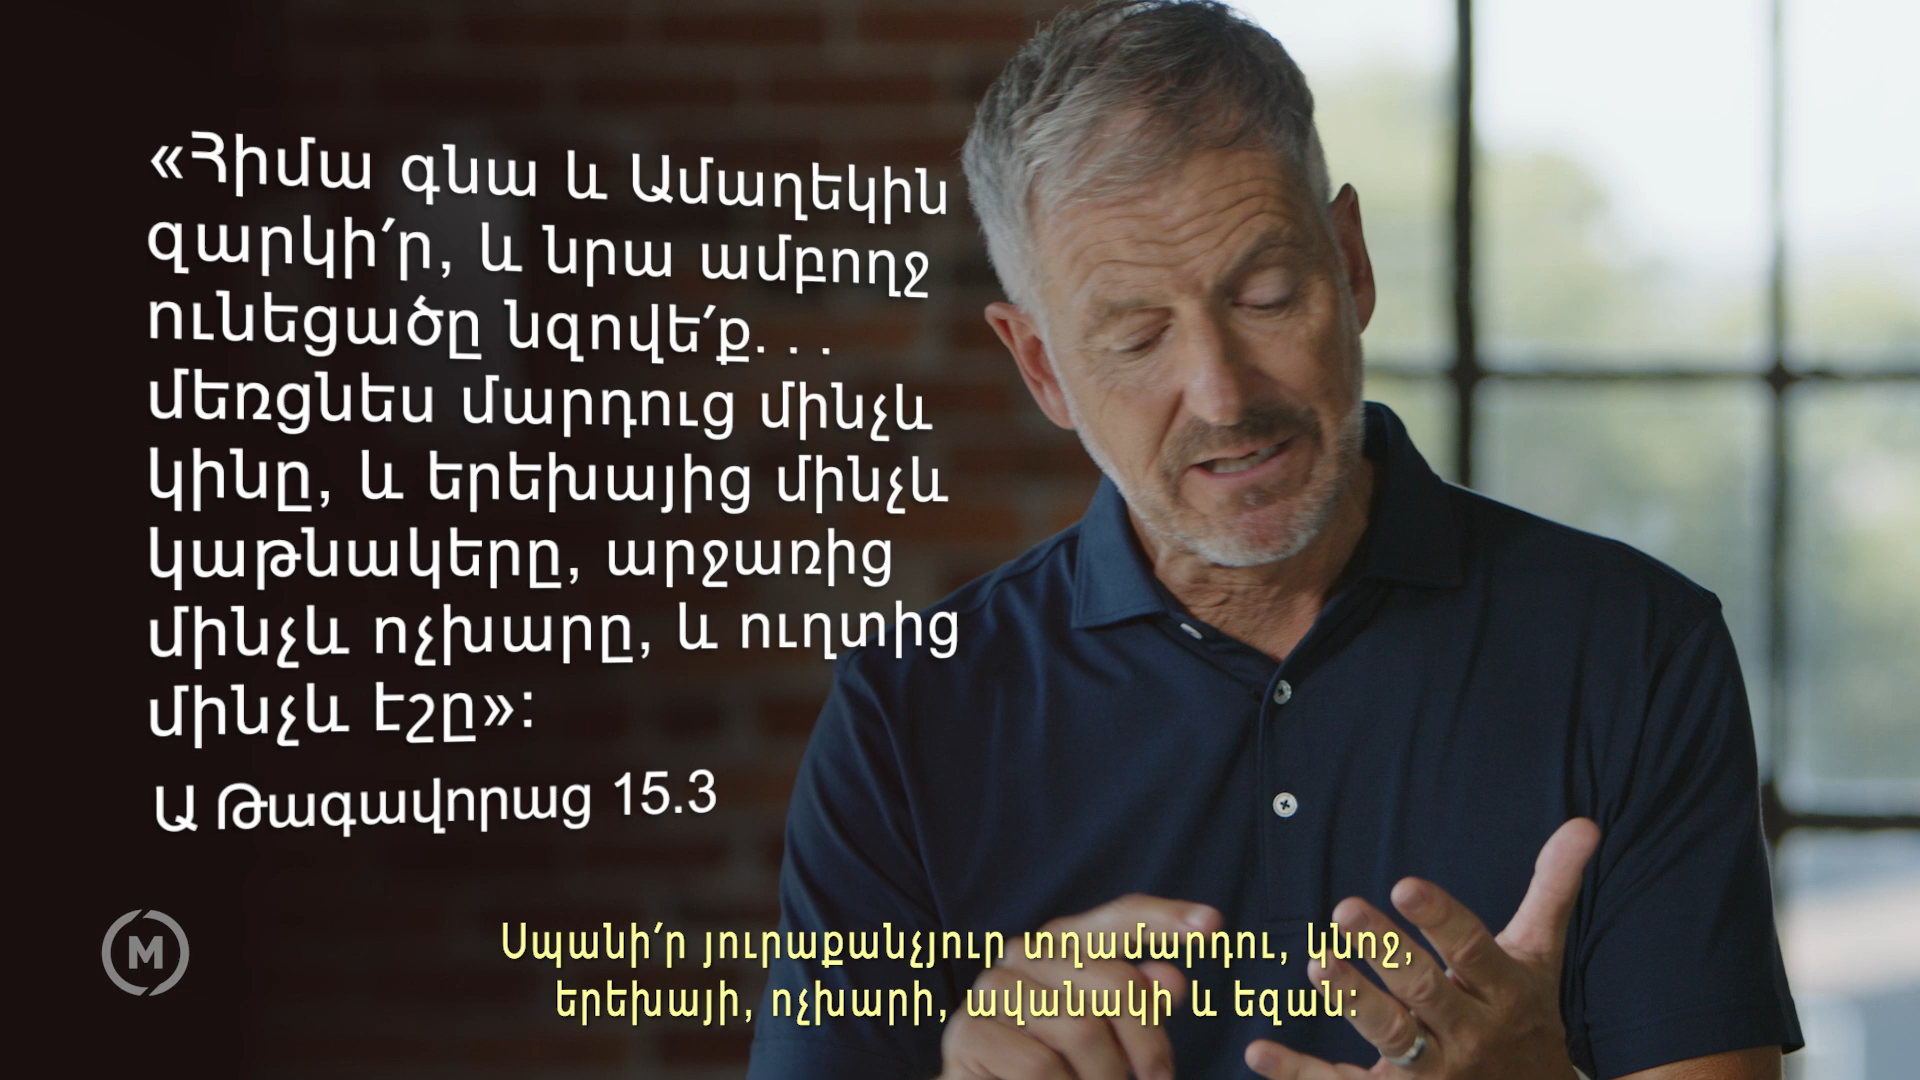 «Հիմա գնա և Ամաղեկին
զարկի՛ր, և նրա ամբողջ
ունեցածը նզովե՛ք. . .
մեռցնես մարդուց մինչև
կինը, և երեխայից մինչև
կաթնակերը, արջառից
մինչև ոչխարը, և ուղտից
մինչև էշը»:
Ա Թագավորաց 15.3
M
Սպանի՛ր յուրաքանչյուր տղամարդու, կնոջ,
երեխայի, ոչխարի, ավանակի և եզան: